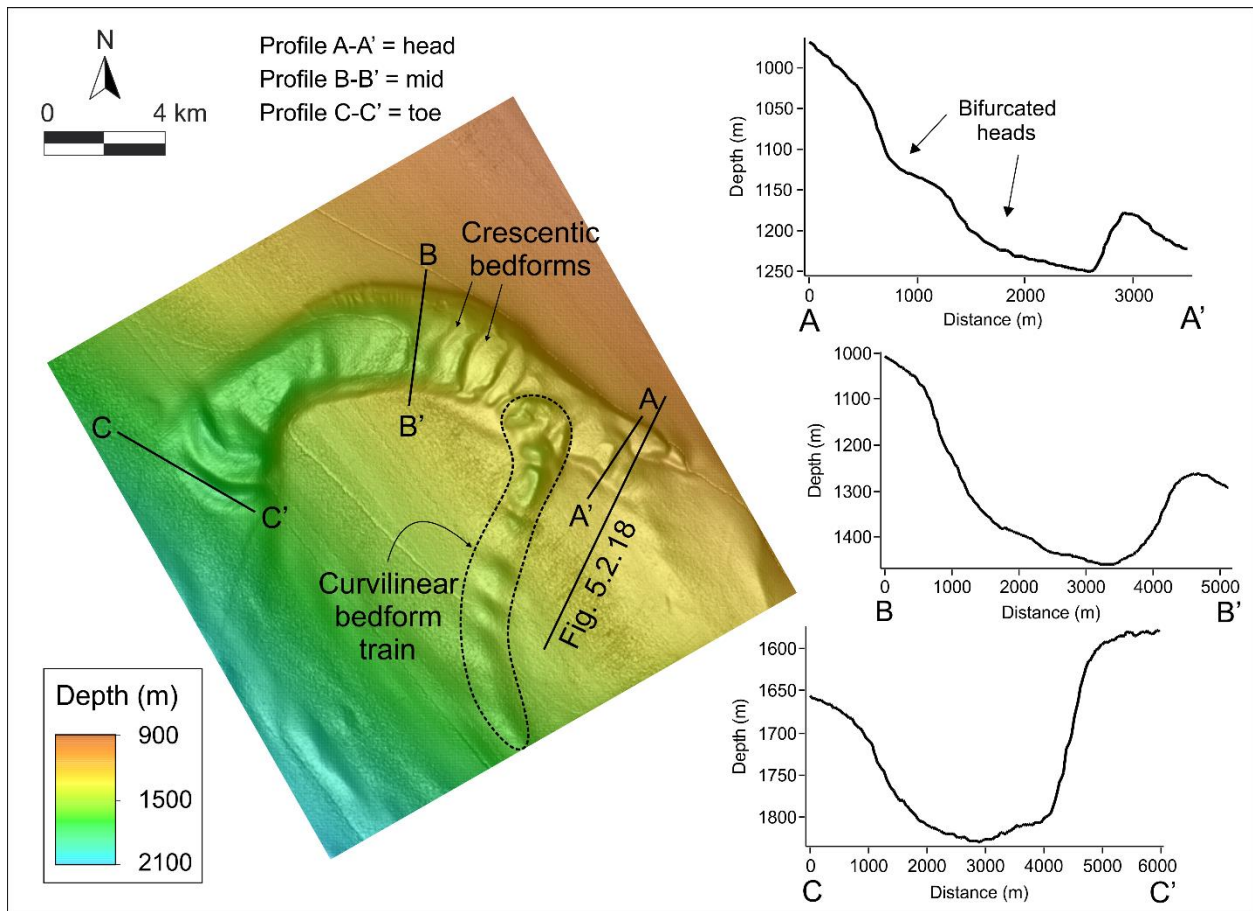 N
0 4 km
Profile A-A' = head
Profile B-B' = mid
Profile C-C' = toe
Crescentic
bedforms
B
B'
A
A'
C
C'
Fig. 5.2.18
Curvilinear
bedform
train
Depth (m)
900
1500
2100
Bifurcated
heads
Depth (m)
1000
1050
1100
1150
1200
1250
0 1000 2000 3000
A Distance (m) A'
Depth (m)
1000
1100
1200
1300
1400
0 1000 2000 3000 4000 5000
B Distance (m) B'
Depth (m)
1600
1650
1700
1750
1800
0 1000 2000 3000 4000 5000 6000
C Distance (m) C'